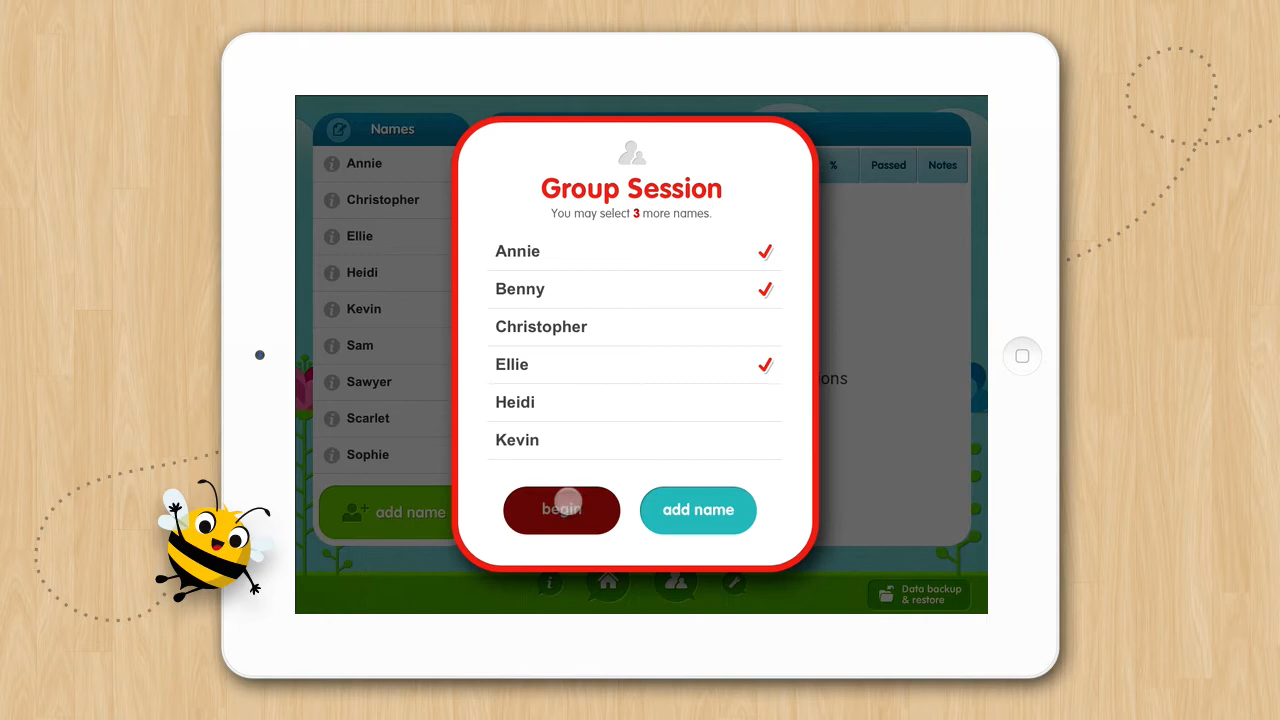 Names
Annie
Christopher
Ellie
Heidi
Kevin
Sam
Sawyer
Scarlet
Sophie
add name
Group Session
You may select 3 more names.
Annie
Benny
Christopher
Ellie
Heidi
Kevin
begin
add name
% Passed Notes
ons
Data backup
& restore